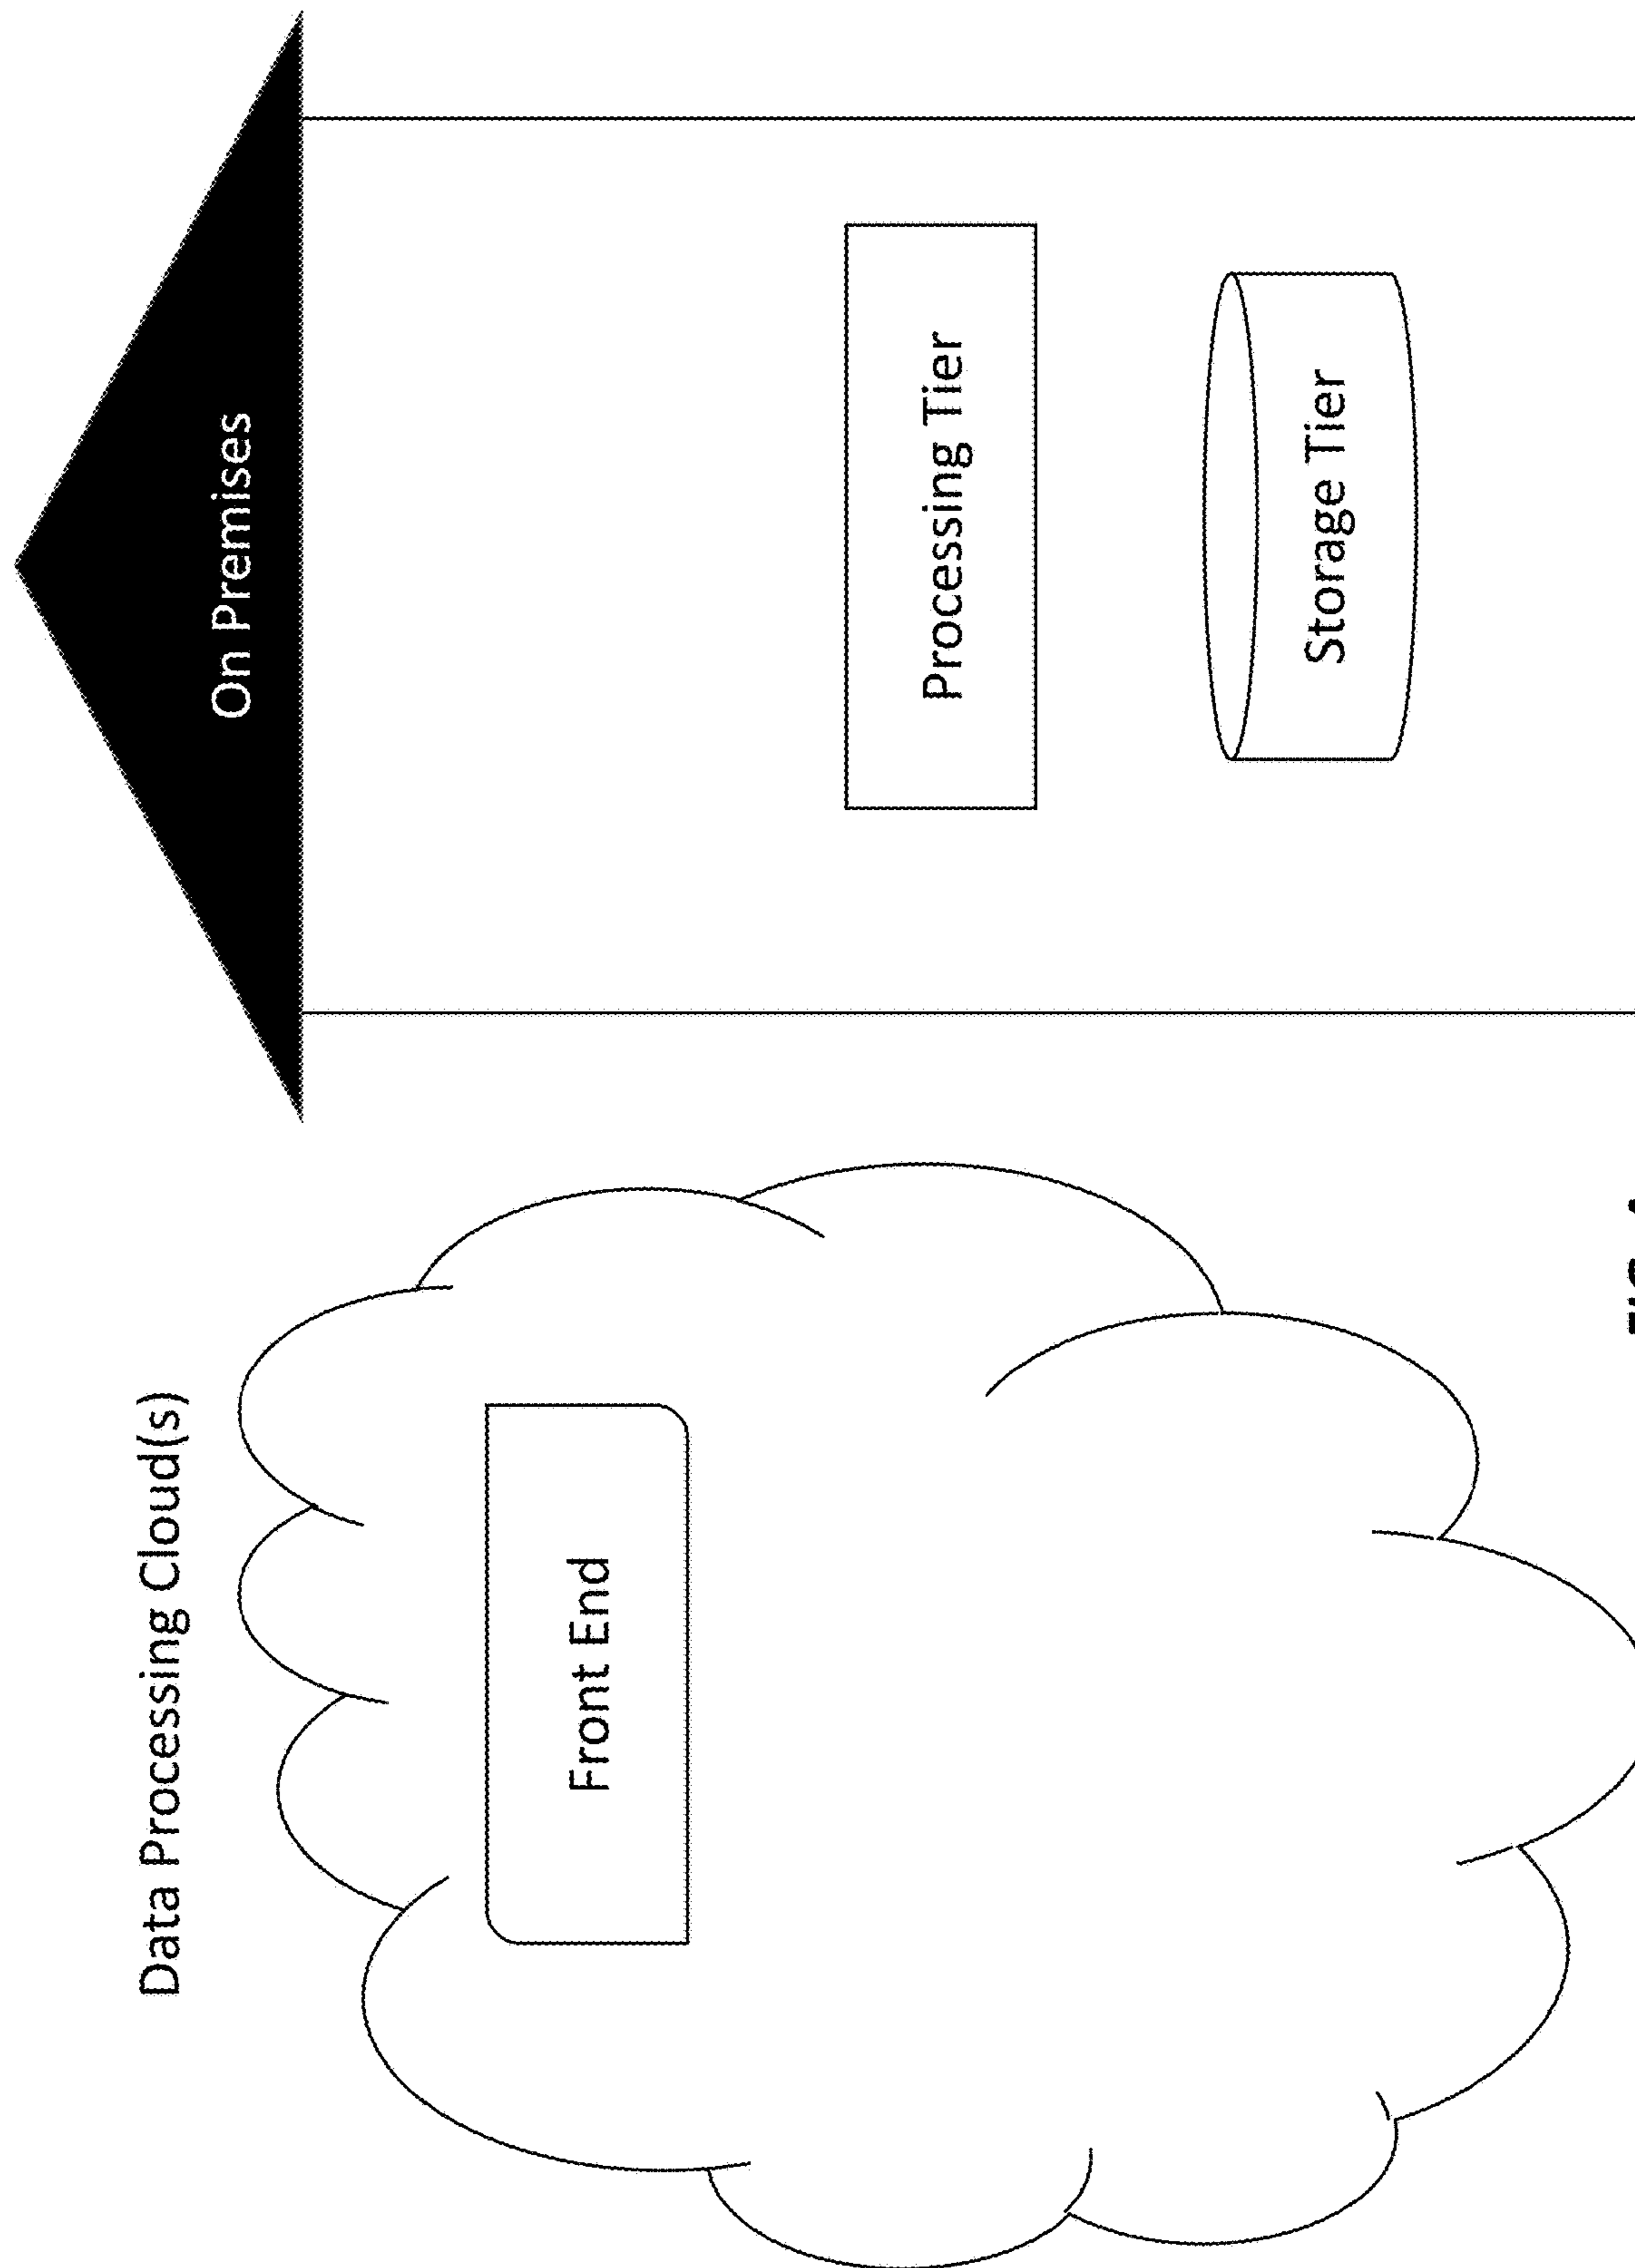 Data Processing Cloud(s)
Front End
On Premises
Processing Tier
Storage Tier